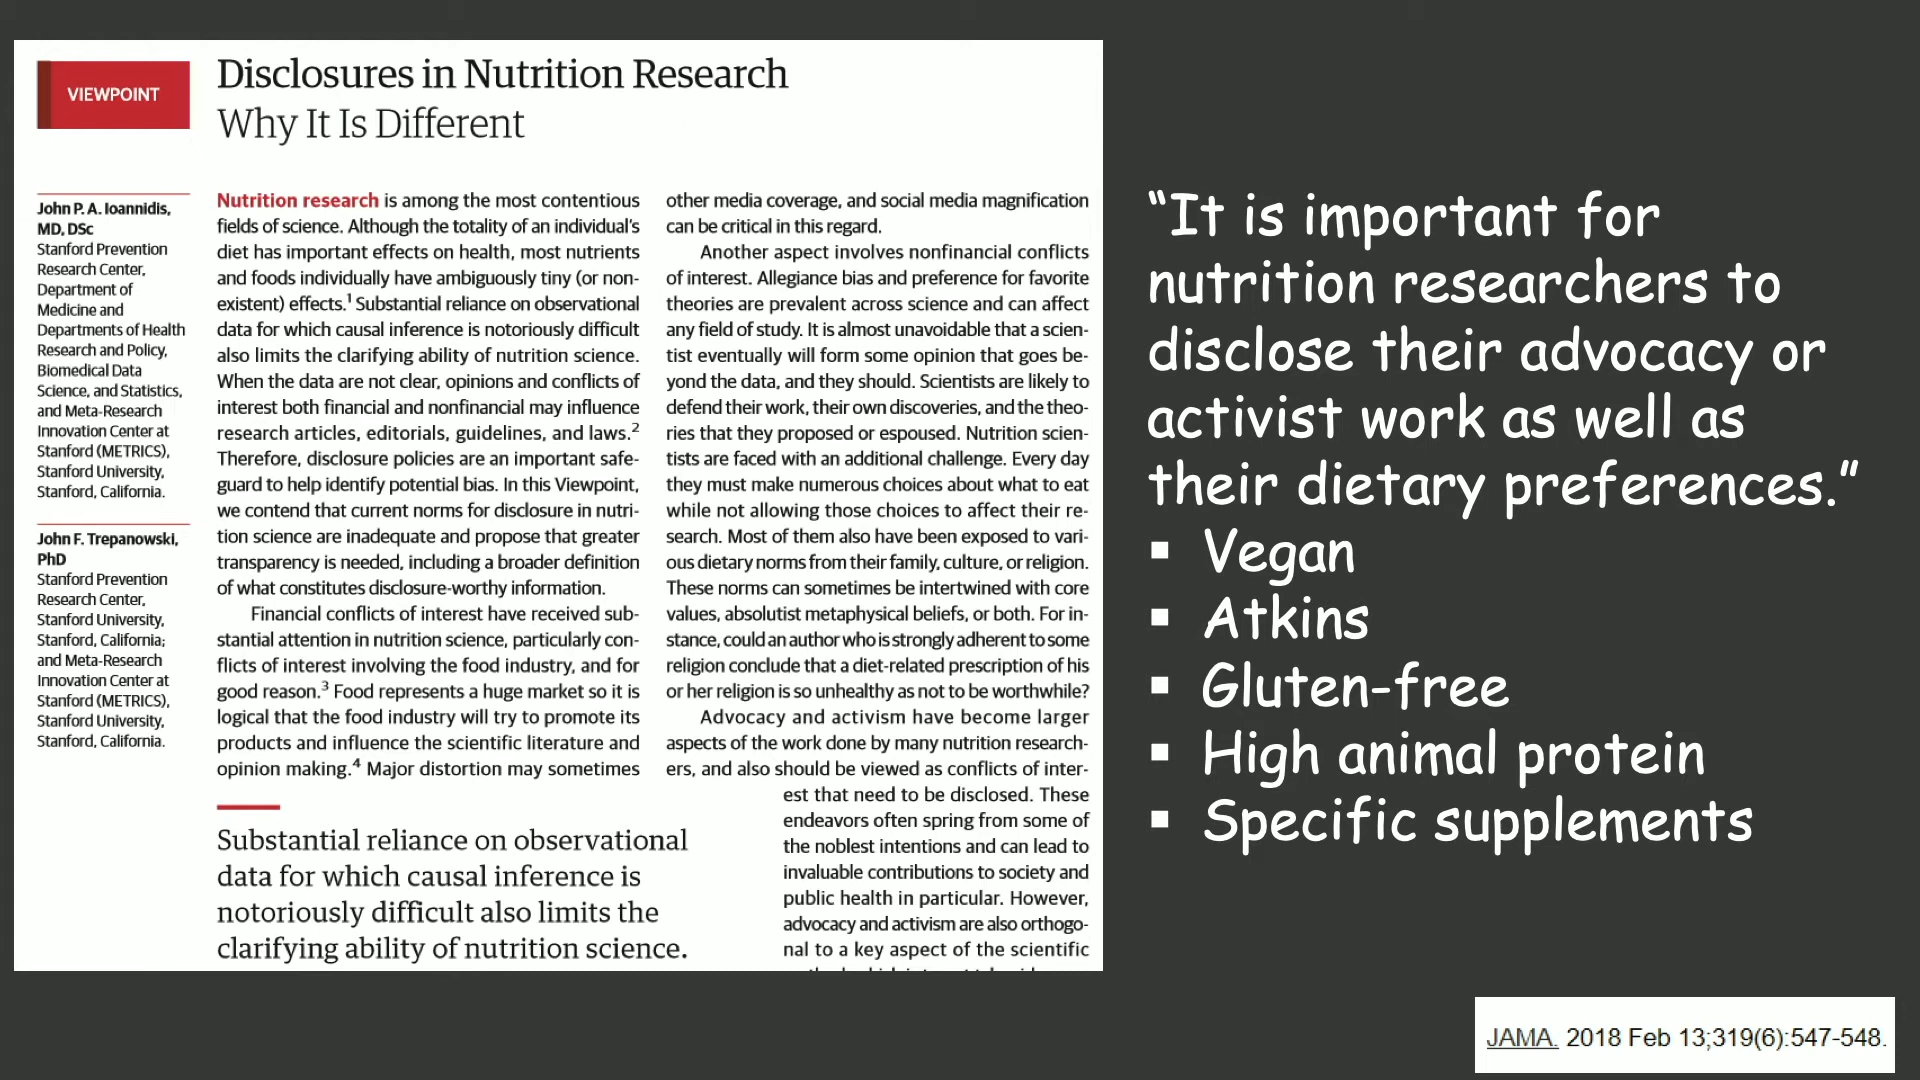 VIEWPOINT
Disclosures in Nutrition Research
Why It Is Different
John P. A. Ioannidis,
MD, DSc
Stanford Prevention
Research Center,
Department of
Medicine and
Departments of Health
Research and Policy,
Biomedical Data
Science, and Statistics,
and Meta-Research
Innovation Center at
Stanford (METRICS),
Stanford University,
Stanford, California.
John F. Trepanowski,
PhD
Stanford Prevention
Research Center,
Stanford University,
Stanford, California;
and Meta-Research
Innovation Center at
Stanford (METRICS),
Stanford University,
Stanford, California.
Nutrition research is among the most contentious
fields of science. Although the totality of an individual's
diet has important effects on health, most nutrients
and foods individually have ambiguously tiny (or non-
existent) effects.1 Substantial reliance on observational
data for which causal inference is notoriously difficult
also limits the clarifying ability of nutrition science.
When the data are not clear, opinions and conflicts of
interest both financial and nonfinancial may influence
research articles, editorials, guidelines, and laws.2
Therefore, disclosure policies are an important safe-
guard to help identify potential bias. In this Viewpoint,
we contend that current norms for disclosure in nutri-
tion science are inadequate and propose that greater
transparency is needed, including a broader definition
of what constitutes disclosure-worthy information.
Financial conflicts of interest have received sub-
stantial attention in nutrition science, particularly con-
flicts of interest involving the food industry, and for
good reason.3 Food represents a huge market so it is
logical that the food industry will try to promote its
products and influence the scientific literature and
opinion making.4 Major distortion may sometimes
Substantial reliance on observational
data for which causal inference is
notoriously difficult also limits the
clarifying ability of nutrition science.
other media coverage, and social media magnification
can be critical in this regard.
Another aspect involves nonfinancial conflicts
of interest. Allegiance bias and preference for favorite
theories are prevalent across science and can affect
any field of study. It is almost unavoidable that a scien-
tist eventually will form some opinion that goes be-
yond the data, and they should. Scientists are likely to
defend their work, their own discoveries, and the theo-
ries that they proposed or espoused. Nutrition scien-
tists are faced with an additional challenge. Every day
they must make numerous choices about what to eat
while not allowing those choices to affect their re-
search. Most of them also have been exposed to vari-
ous dietary norms from their family, culture, or religion.
These norms can sometimes be intertwined with core
values, absolutist metaphysical beliefs, or both. For in-
stance, could an author who is strongly adherent to some
religion conclude that a diet-related prescription of his
or her religion is so unhealthy as not to be worthwhile?
Advocacy and activism have become larger
aspects of the work done by many nutrition research-
ers, and also should be viewed as conflicts of inter-
est that need to be disclosed. These
endeavors often spring from some of
the noblest intentions and can lead to
invaluable contributions to society and
public health in particular. However,
advocacy and activism are also orthogo-
nal to a key aspect of the scientific
“It is important for
nutrition researchers to
disclose their advocacy or
activist work as well as
their dietary preferences.”
▪ Vegan
▪ Atkins
▪ Gluten-free
▪ High animal protein
▪ Specific supplements
JAMA. 2018 Feb 13;319(6):547-548.